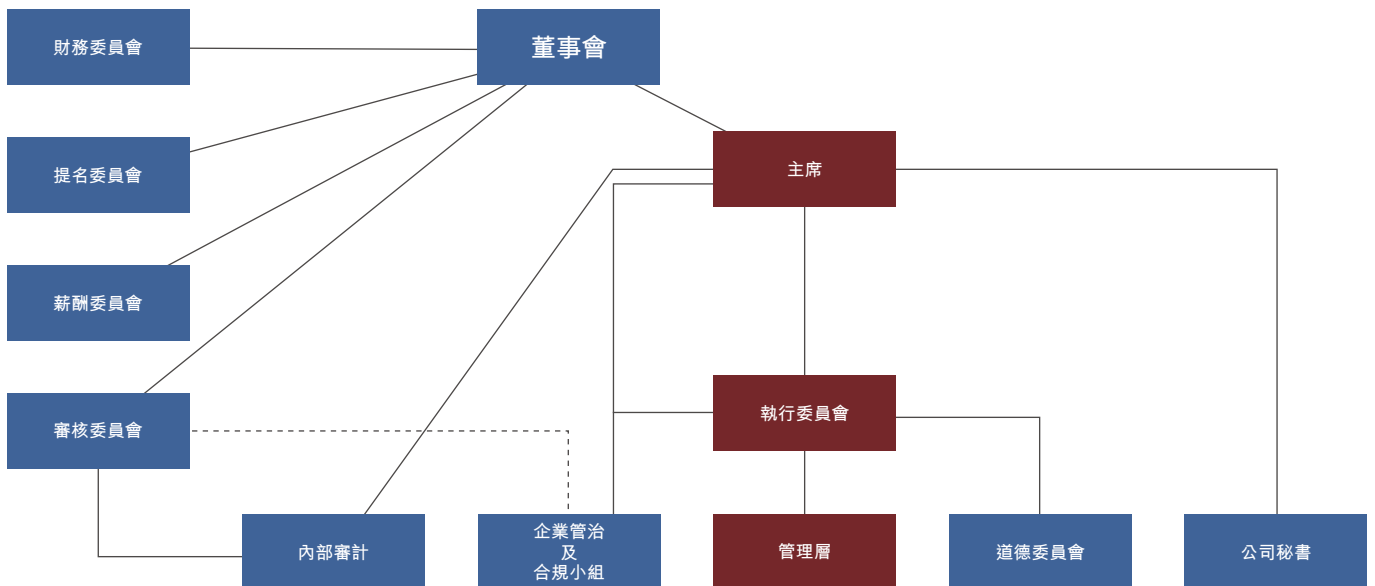 財務委員會
董事會
提名委員會
主席
薪酬委員會
審核委員會
執行委員會
內部審計
企業管治
及
合規小組
管理層
道德委員會
公司秘書